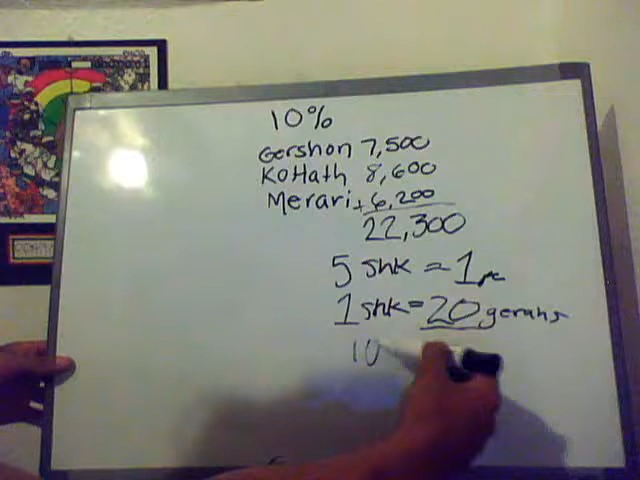 10%
Gershon 7,500
KoHath 8,600
Merari + 6,200
22,300
5 Shk = 1
1 shk = 20 gerahs
10